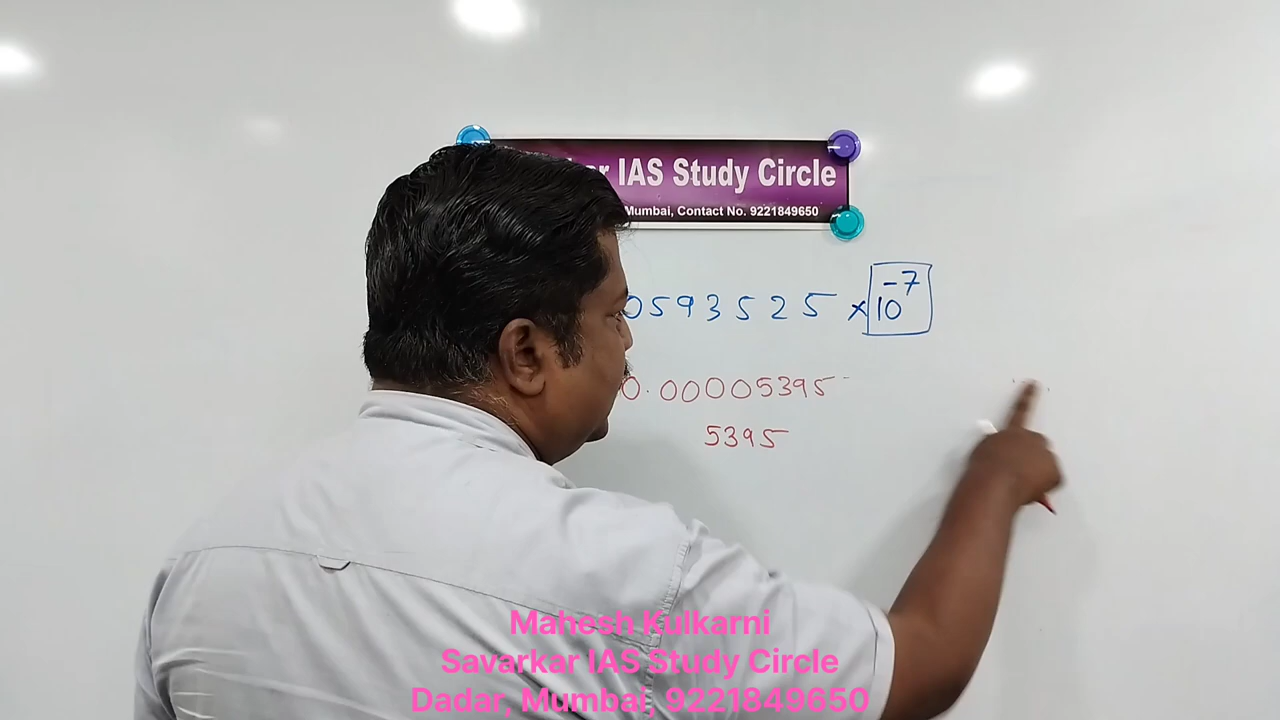 IAS Study Circle
Mumbai, Contact No. 9221849650
0593525 × 10⁻⁷
0.00005395
5395
Mahesh Kulkarni
Savarkar IAS Study Circle
Dadar, Mumbai, 9221849650